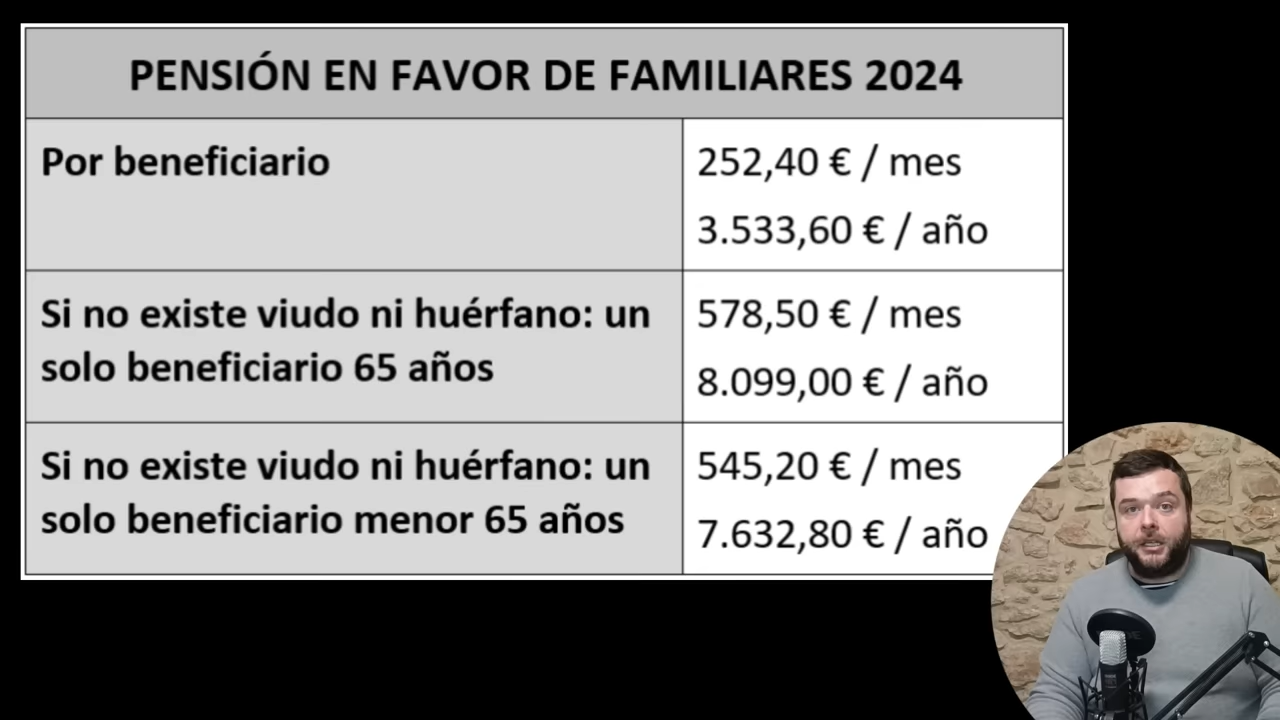 PENSIÓN EN FAVOR DE FAMILIARES 2024
Por beneficiario
252,40 € / mes
3.533,60 € / año
Si no existe viudo ni huérfano: un
solo beneficiario 65 años
578,50 € / mes
8.099,00 € / año
Si no existe viudo ni huérfano: un
solo beneficiario menor 65 años
545,20 € / mes
7.632,80 € / año